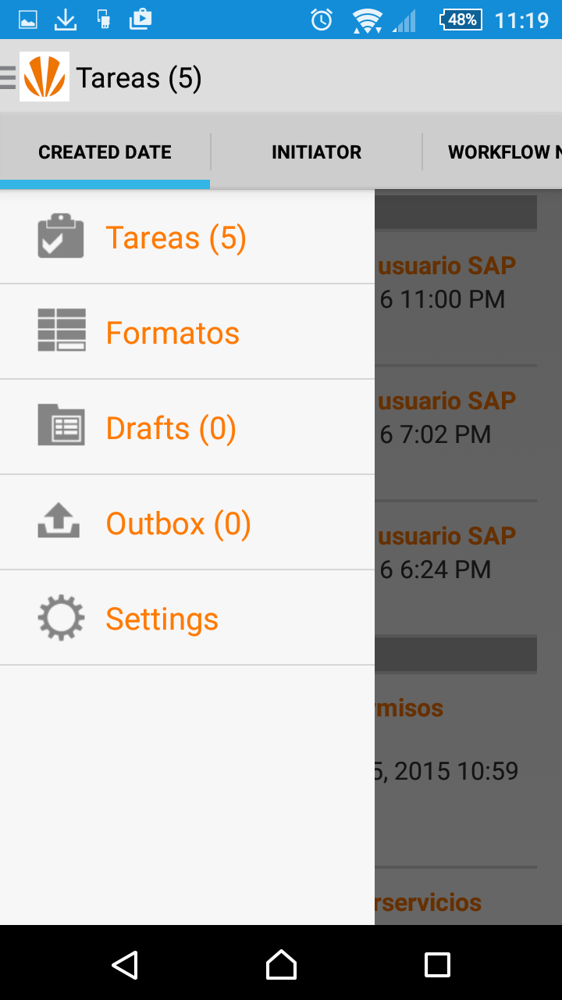 48% 11:19
Tareas (5)
CREATED DATE INITIATOR WORKFLOW
Tareas (5)
Formatos
Drafts (0)
Outbox (0)
Settings
usuario SAP
6 11:00 PM
usuario SAP
6 7:02 PM
usuario SAP
6 6:24 PM
rmisos
5, 2015 10:59
rservicios